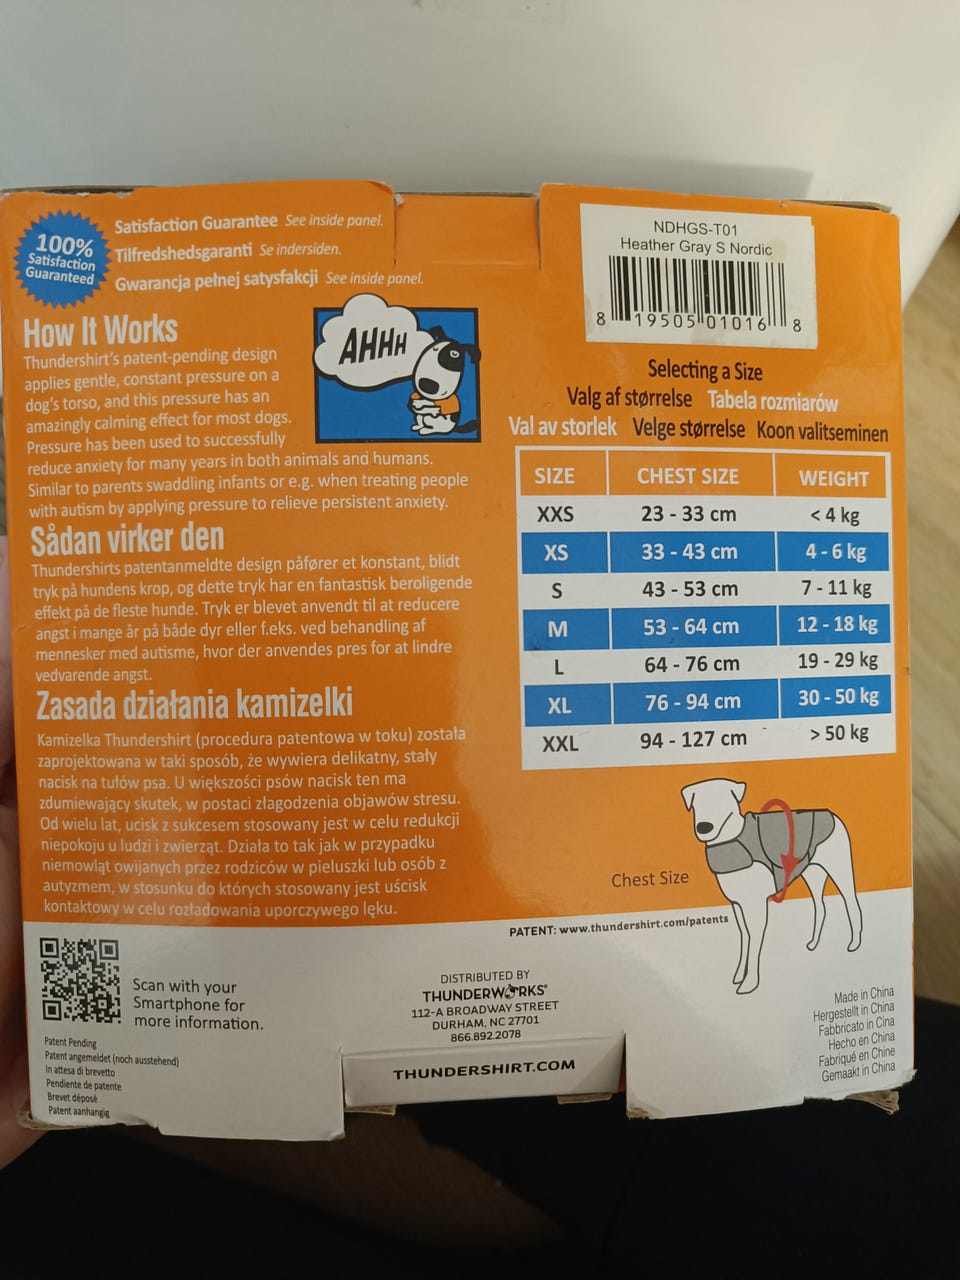 100%
Satisfaction
Guaranteed
Satisfaction Guarantee See inside panel.
Tilfredshedsgaranti Se indersiden.
Gwarancja pełnej satysfakcji See inside panel.
How It Works
Thundershirt's patent-pending design
applies gentle, constant pressure on a
dog's torso, and this pressure has an
amazingly calming effect for most dogs.
Pressure has been used to successfully
reduce anxiety for many years in both animals and humans.
Similar to parents swaddling infants or e.g. when treating people
with autism by applying pressure to relieve persistent anxiety.
AHHH
Sådan virker den
Thundershirts patentanmeldte design påfører et konstant, blidt
tryk på hundens krop, og dette tryk har en fantastisk beroligende
effekt på de fleste hunde. Tryk er blevet anvendt til at reducere
angst i mange år på både dyr eller f.eks. ved behandling af
mennesker med autisme, hvor der anvendes pres for at lindre
vedvarende angst.
Zasada działania kamizelki
Kamizelka Thundershirt (procedura patentowa w toku) została
zaprojektowana w taki sposób, że wywiera delikatny, stały
nacisk na tułów psa. U większości psów nacisk ten ma
zdumiewający skutek, w postaci złagodzenia objawów stresu.
Od wielu lat, ucisk z sukcesem stosowany jest w celu redukcji
niepokoju u ludzi i zwierząt. Działa to tak jak w przypadku
niemowląt owijanych przez rodziców w pieluszki lub osób z
autyzmem, w stosunku do których stosowany jest uścisk
kontaktowy w celu rozładowania uporczywego lęku.
NDHGS-T01
Heather Gray S Nordic
8 19505 01016 8
Selecting a Size
Valg af størrelse Tabela rozmiarów
Val av storlek Velge størrelse Koon valitseminen
SIZE CHEST SIZE WEIGHT
XXS 23 - 33 cm < 4 kg
XS 33 - 43 cm 4 - 6 kg
S 43 - 53 cm 7 - 11 kg
M 53 - 64 cm 12 - 18 kg
L 64 - 76 cm 19 - 29 kg
XL 76 - 94 cm 30 - 50 kg
XXL 94 - 127 cm > 50 kg
Chest Size
PATENT: www.thundershirt.com/patents
Scan with your
Smartphone for
more information.
Patent Pending
Patent angemeldet (noch ausstehend)
In attesa di brevetto
Pendiente de patente
Brevet déposé
Patent aanhangig
DISTRIBUTED BY
THUNDERWORKS®
112-A BROADWAY STREET
DURHAM, NC 27701
866.892.2078
THUNDERSHIRT.COM
Made in China
Hergestellt in China
Fabbricato in Cina
Hecho en China
Fabriqué en Chine
Gemaakt in China